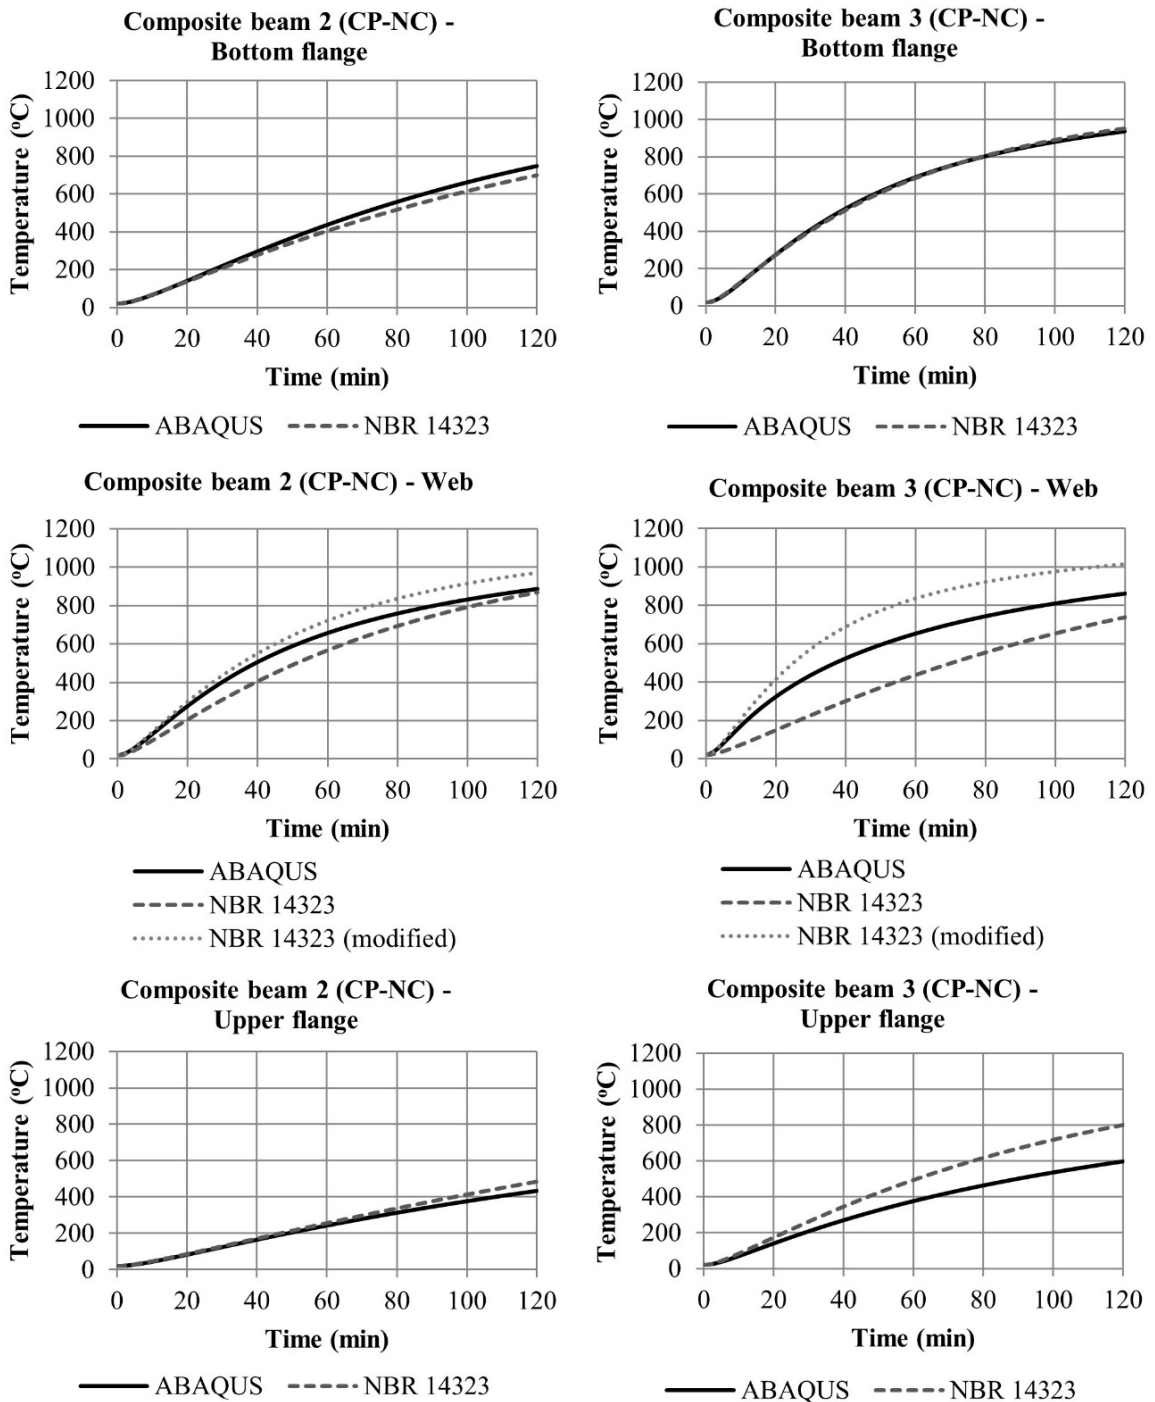 Composite beam 2 (CP-NC) -
Bottom flange
1200
1000
800
600
400
200
0
Temperature (ºC)
0 20 40 60 80 100 120
Time (min)
ABAQUS NBR 14323
Composite beam 3 (CP-NC) -
Bottom flange
1200
1000
800
600
400
200
0
Temperature (ºC)
0 20 40 60 80 100 120
Time (min)
ABAQUS NBR 14323
Composite beam 2 (CP-NC) - Web
1200
1000
800
600
400
200
0
Temperature (ºC)
0 20 40 60 80 100 120
Time (min)
ABAQUS
NBR 14323
NBR 14323 (modified)
Composite beam 3 (CP-NC) - Web
1200
1000
800
600
400
200
0
Temperature (ºC)
0 20 40 60 80 100 120
Time (min)
ABAQUS
NBR 14323
NBR 14323 (modified)
Composite beam 2 (CP-NC) -
Upper flange
1200
1000
800
600
400
200
0
Temperature (ºC)
0 20 40 60 80 100 120
Time (min)
ABAQUS NBR 14323
Composite beam 3 (CP-NC) -
Upper flange
1200
1000
800
600
400
200
0
Temperature (ºC)
0 20 40 60 80 100 120
Time (min)
ABAQUS NBR 14323